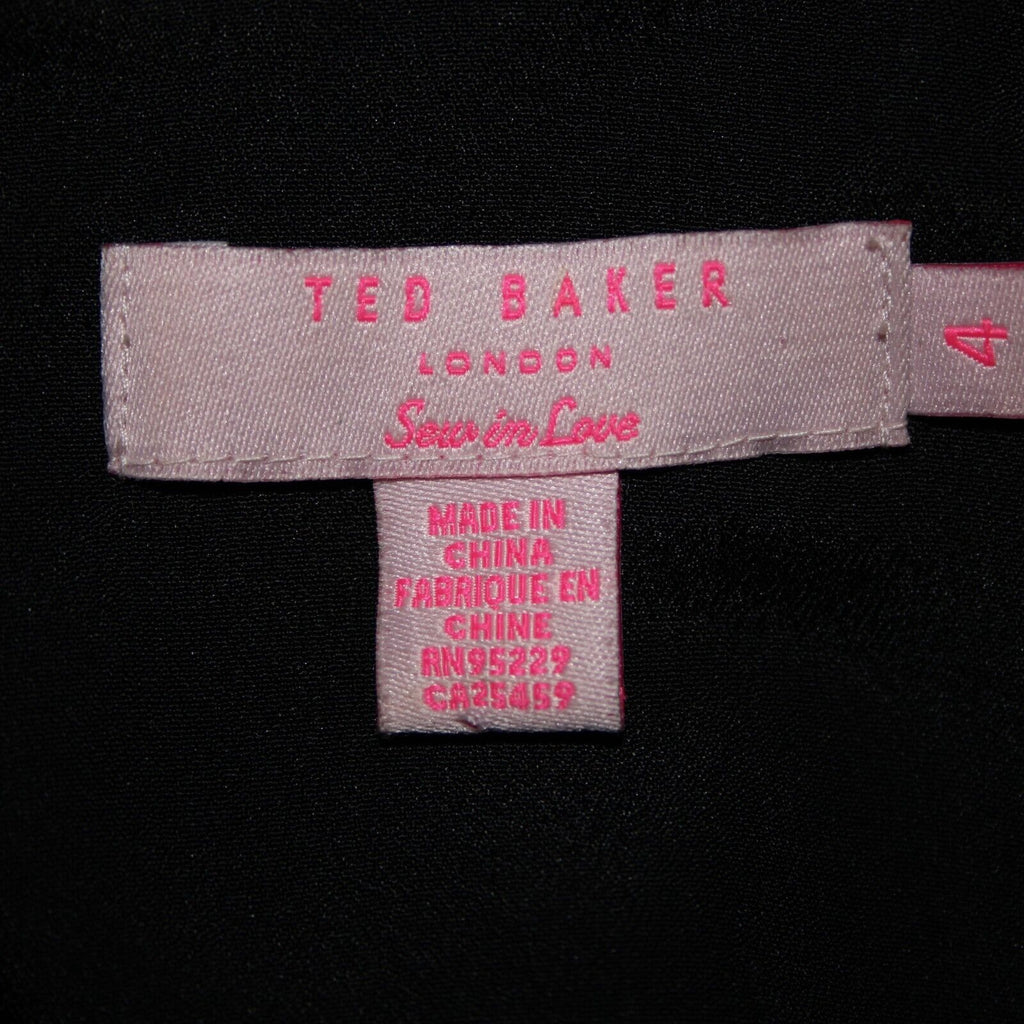 TED BAKER
LONDON
Sew in Love
4
MADE IN
CHINA
FABRIQUE EN
CHINE
RN95229
CA25459